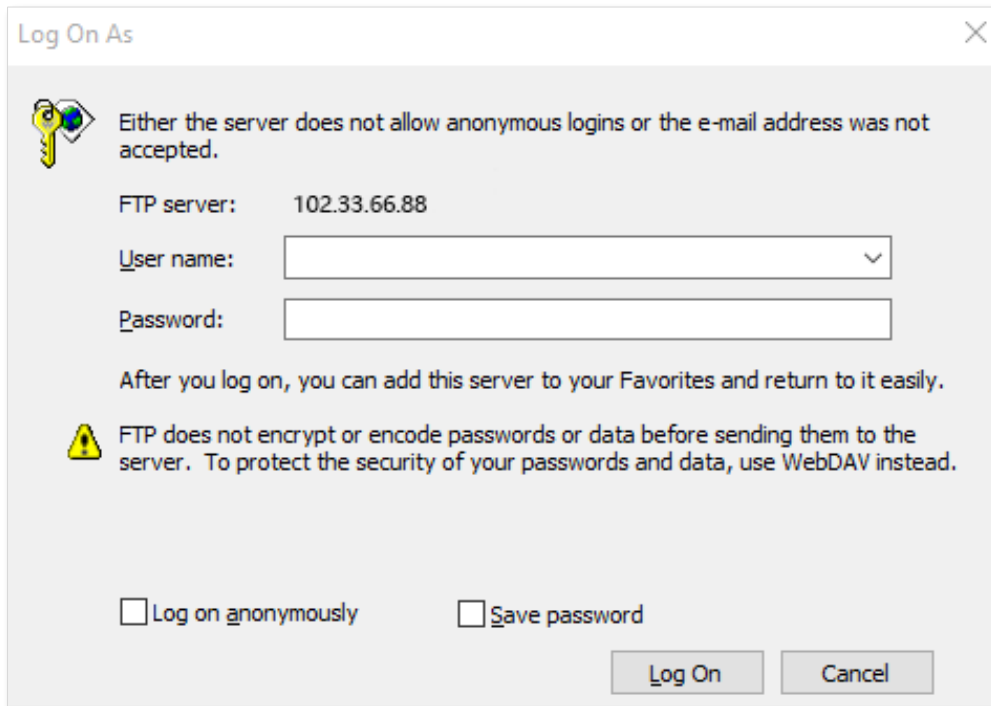 Log On As
Either the server does not allow anonymous logins or the e-mail address was not
accepted.
FTP server: 102.33.66.88
User name:
Password:
After you log on, you can add this server to your Favorites and return to it easily.
FTP does not encrypt or encode passwords or data before sending them to the
server.  To protect the security of your passwords and data, use WebDAV instead.
Log on anonymously Save password
Log On Cancel